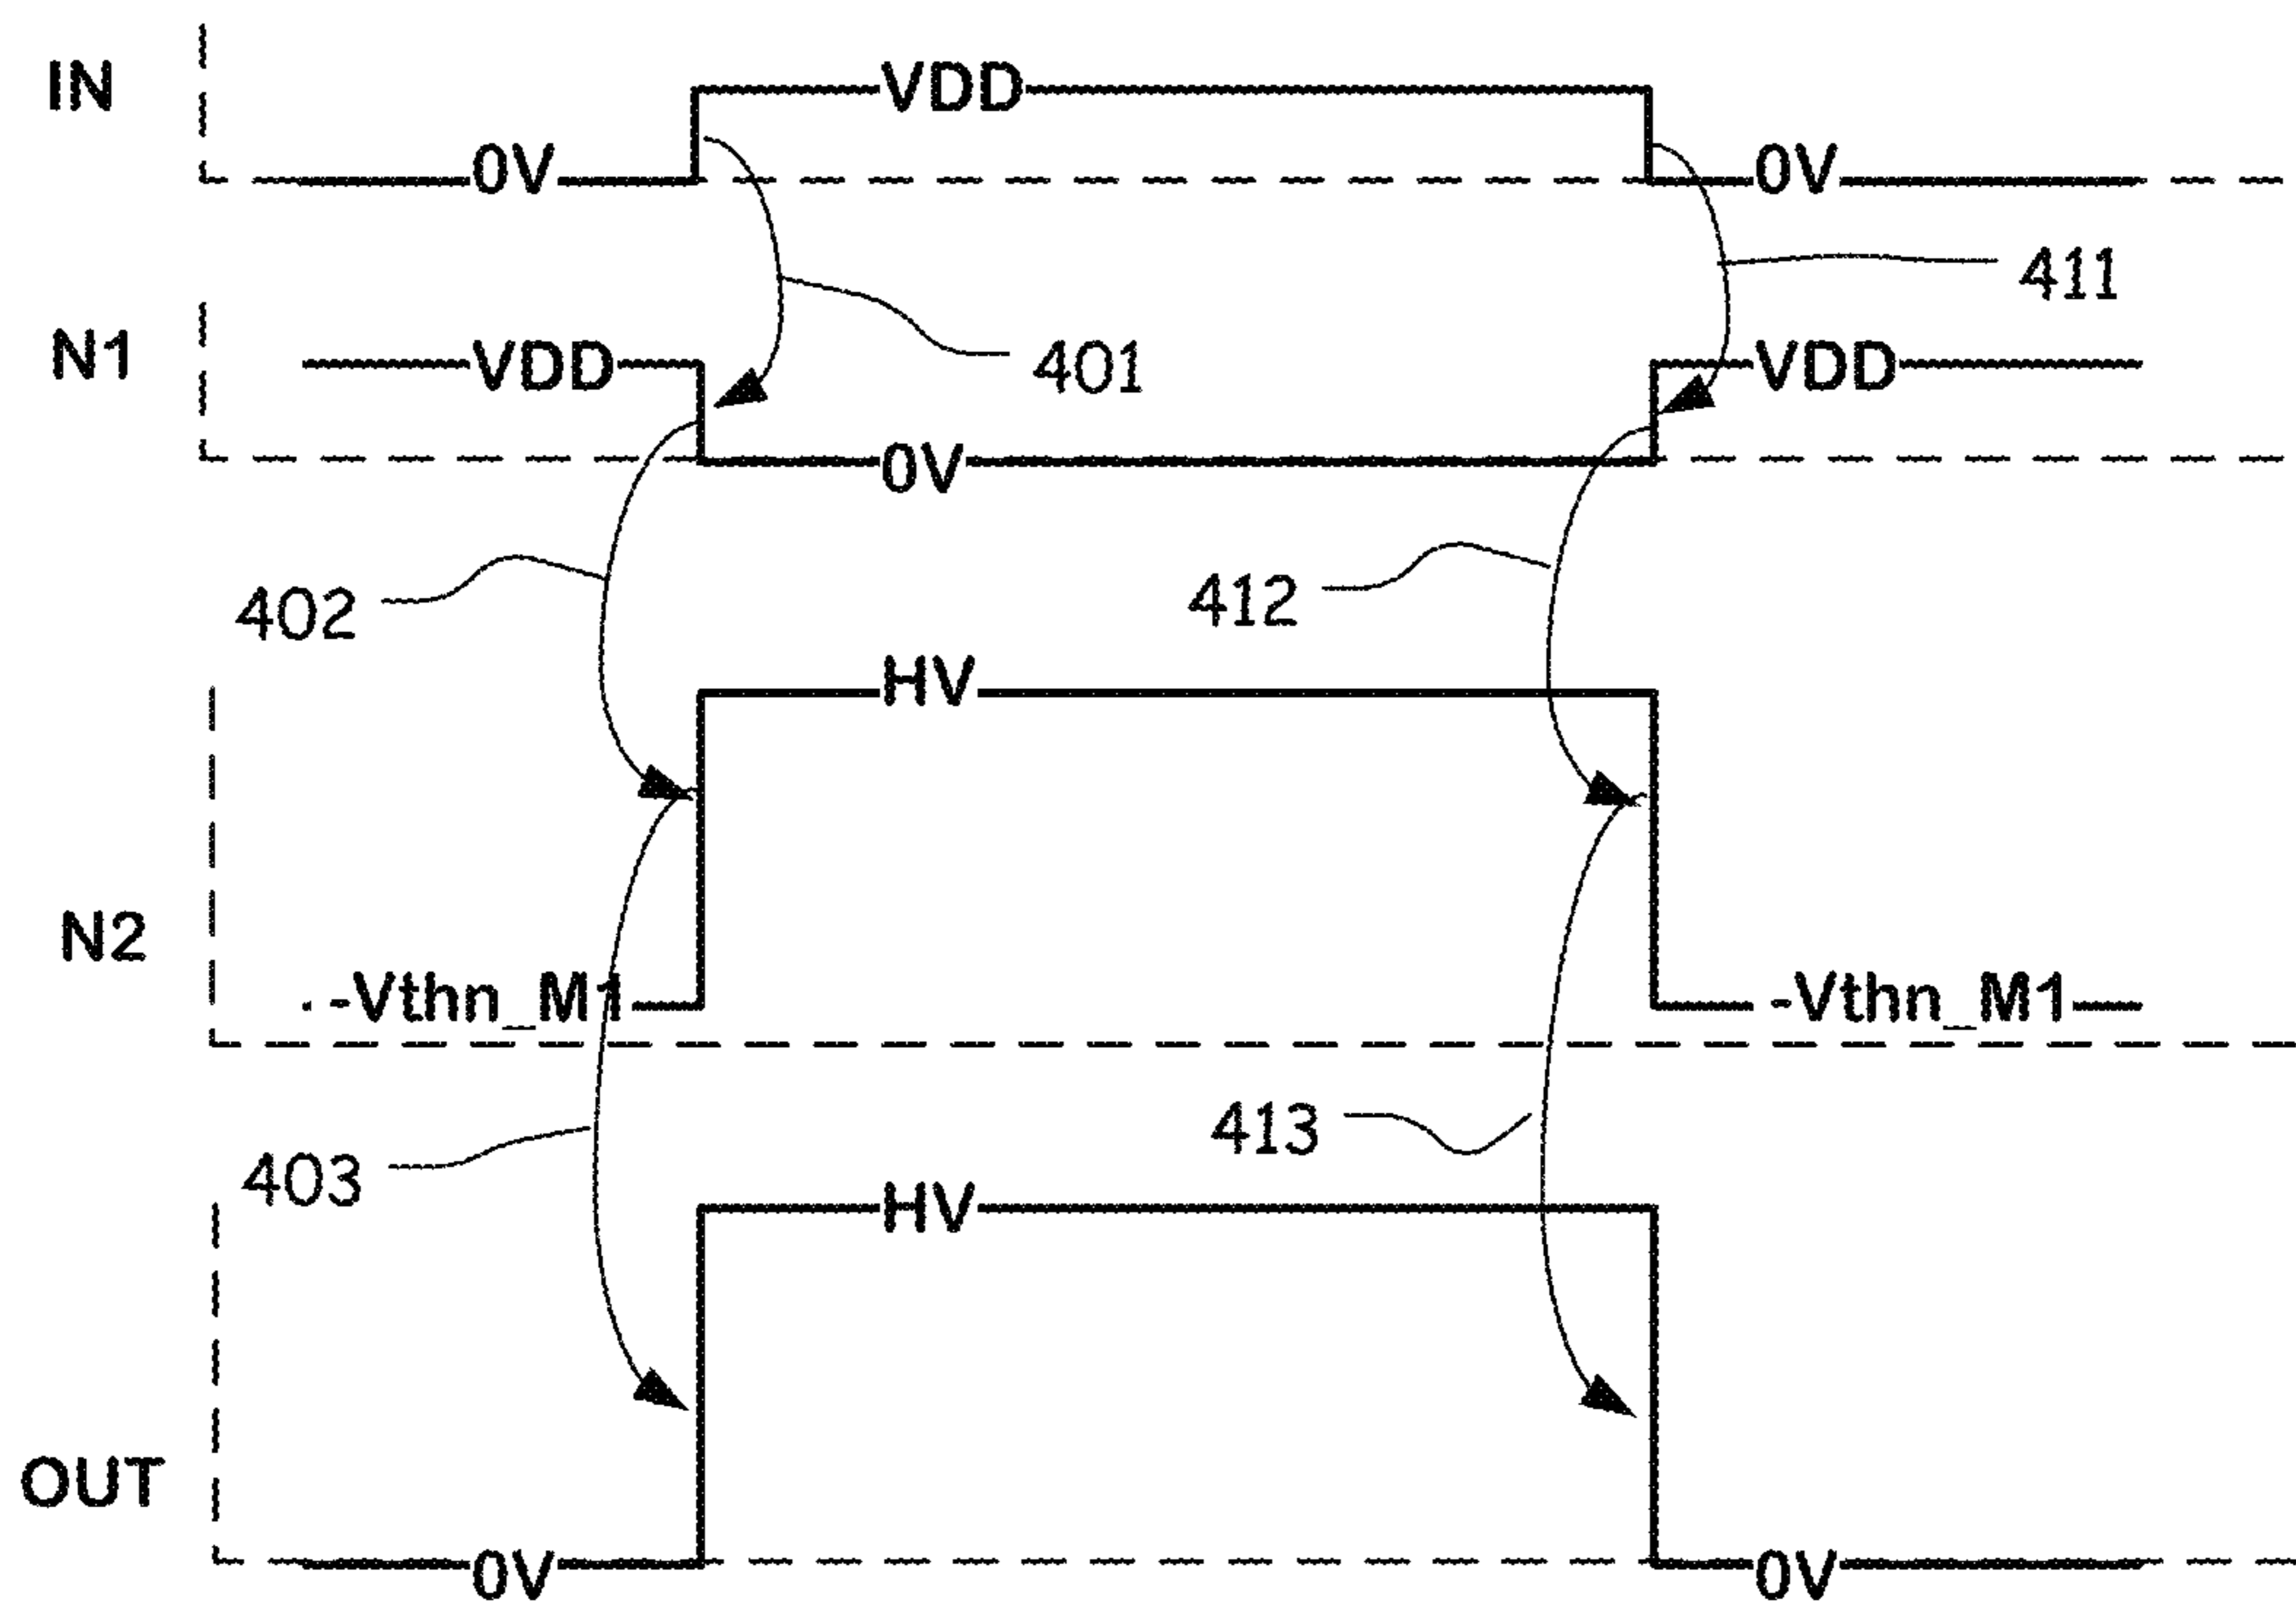 IN
VDD
0V
0V
411
N1
VDD
401
VDD
0V
402
412
HV
N2
-Vthn_M1
-Vthn_M1
403
413
HV
OUT
0V
0V